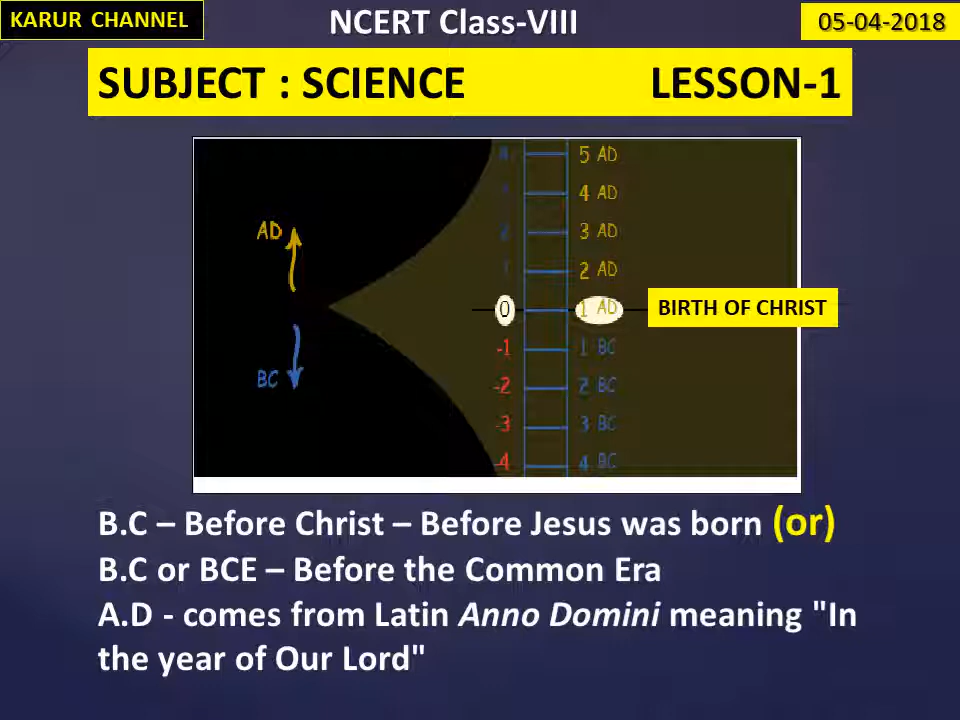 KARUR CHANNEL
NCERT Class-VIII
05-04-2018
SUBJECT : SCIENCE LESSON-1
5 AD
4 AD
3 AD
AD
2 AD
0 1 AD BIRTH OF CHRIST
-1 1 BC
BC
-2 2 BC
-3 3 BC
-4 4 BC
B.C – Before Christ – Before Jesus was born (or)
B.C or BCE – Before the Common Era
A.D - comes from Latin Anno Domini meaning "In
the year of Our Lord"